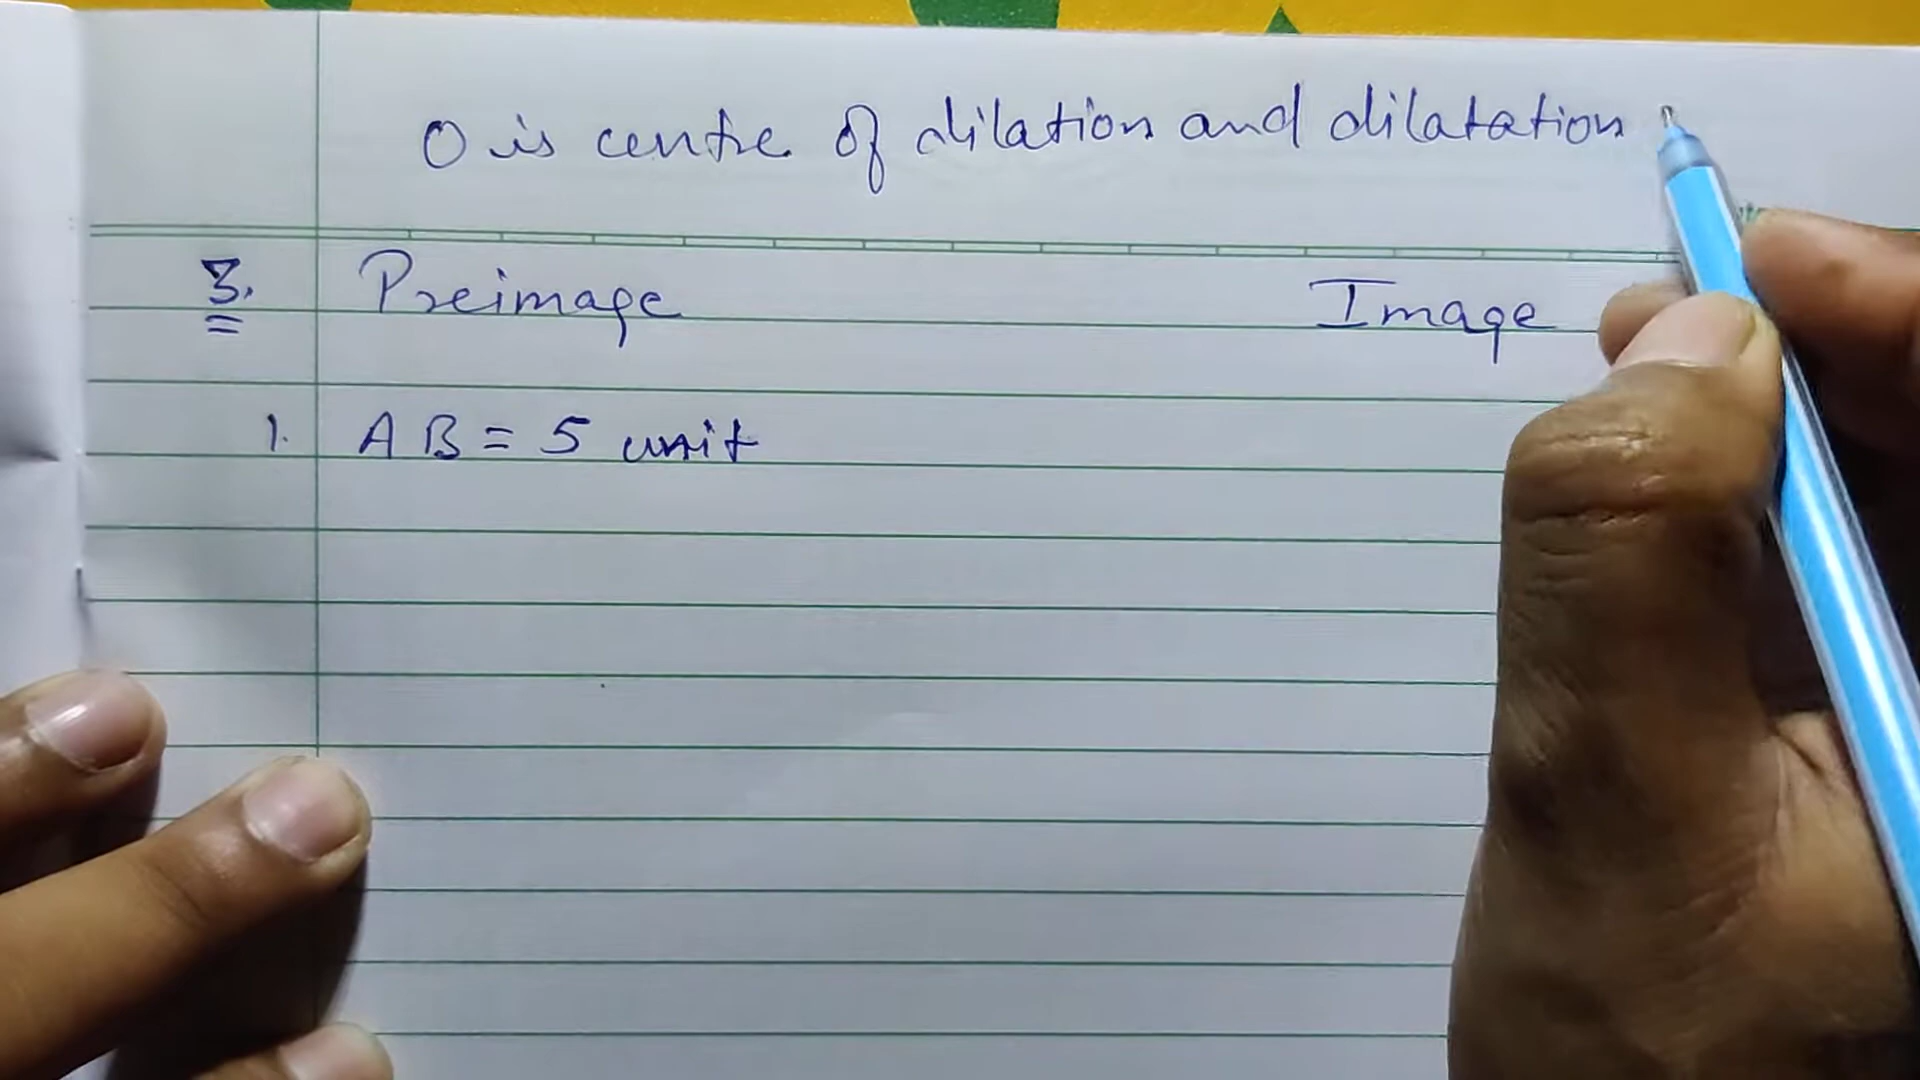 O is centre of dilation and dilatation
3. Preimage Image
1. AB = 5 unit